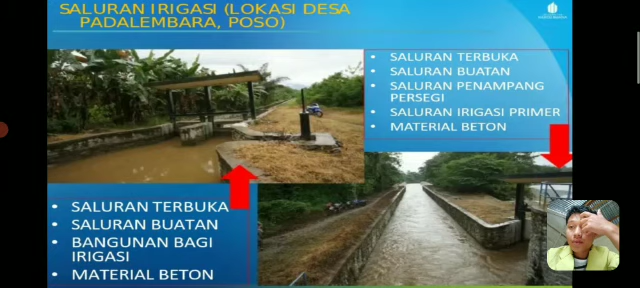 SALURAN IRIGASI (LOKASI DESA
PADALEMBARA, POSO)
• SALURAN TERBUKA
• SALURAN BUATAN
• SALURAN PENAMPANG
PERSEGI
• SALURAN IRIGASI PRIMER
• MATERIAL BETON
• SALURAN TERBUKA
• SALURAN BUATAN
• BANGUNAN BAGI
IRIGASI
• MATERIAL BETON